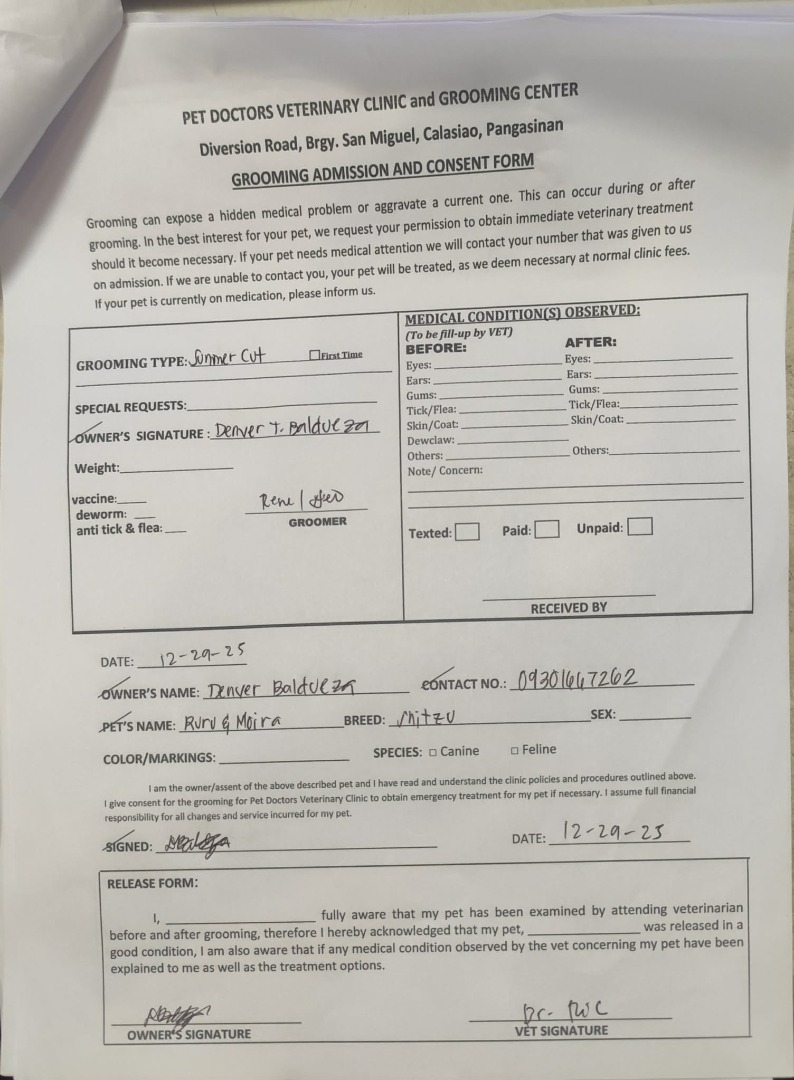 PET DOCTORS VETERINARY CLINIC and GROOMING CENTER
Diversion Road, Brgy. San Miguel, Calasiao, Pangasinan
GROOMING ADMISSION AND CONSENT FORM
Grooming can expose a hidden medical problem or aggravate a current one. This can occur during or after
grooming. In the best interest for your pet, we request your permission to obtain immediate veterinary treatment
should it become necessary. If your pet needs medical attention we will contact your number that was given to us
on admission. If we are unable to contact you, your pet will be treated, as we deem necessary at normal clinic fees.
If your pet is currently on medication, please inform us.
GROOMING TYPE: Summer Cut First Time
SPECIAL REQUESTS:
OWNER'S SIGNATURE : Denver T. Baldueza
Weight:
vaccine:
deworm:
anti tick & flea:
Rene /
GROOMER
MEDICAL CONDITION(S) OBSERVED:
(To be fill-up by VET)
BEFORE: AFTER:
Eyes: Eyes:
Ears: Ears:
Gums: Gums:
Tick/Flea: Tick/Flea:
Skin/Coat: Skin/Coat:
Dewclaw:
Others: Others:
Note/ Concern:
Texted: Paid: Unpaid:
RECEIVED BY
DATE: 12-29-25
OWNER'S NAME: Denver Baldueza CONTACT NO.: 09301647262
PET'S NAME: Ruru & Moira BREED: shitzu SEX:
COLOR/MARKINGS: SPECIES: Canine Feline
I am the owner/assent of the above described pet and I have read and understand the clinic policies and procedures outlined above.
I give consent for the grooming for Pet Doctors Veterinary Clinic to obtain emergency treatment for my pet if necessary. I assume full financial
responsibility for all changes and service incurred for my pet.
SIGNED: DATE: 12-29-25
RELEASE FORM:
I, fully aware that my pet has been examined by attending veterinarian
before and after grooming, therefore I hereby acknowledged that my pet, was released in a
good condition, I am also aware that if any medical condition observed by the vet concerning my pet have been
explained to me as well as the treatment options.
Dr.
OWNER'S SIGNATURE VET SIGNATURE